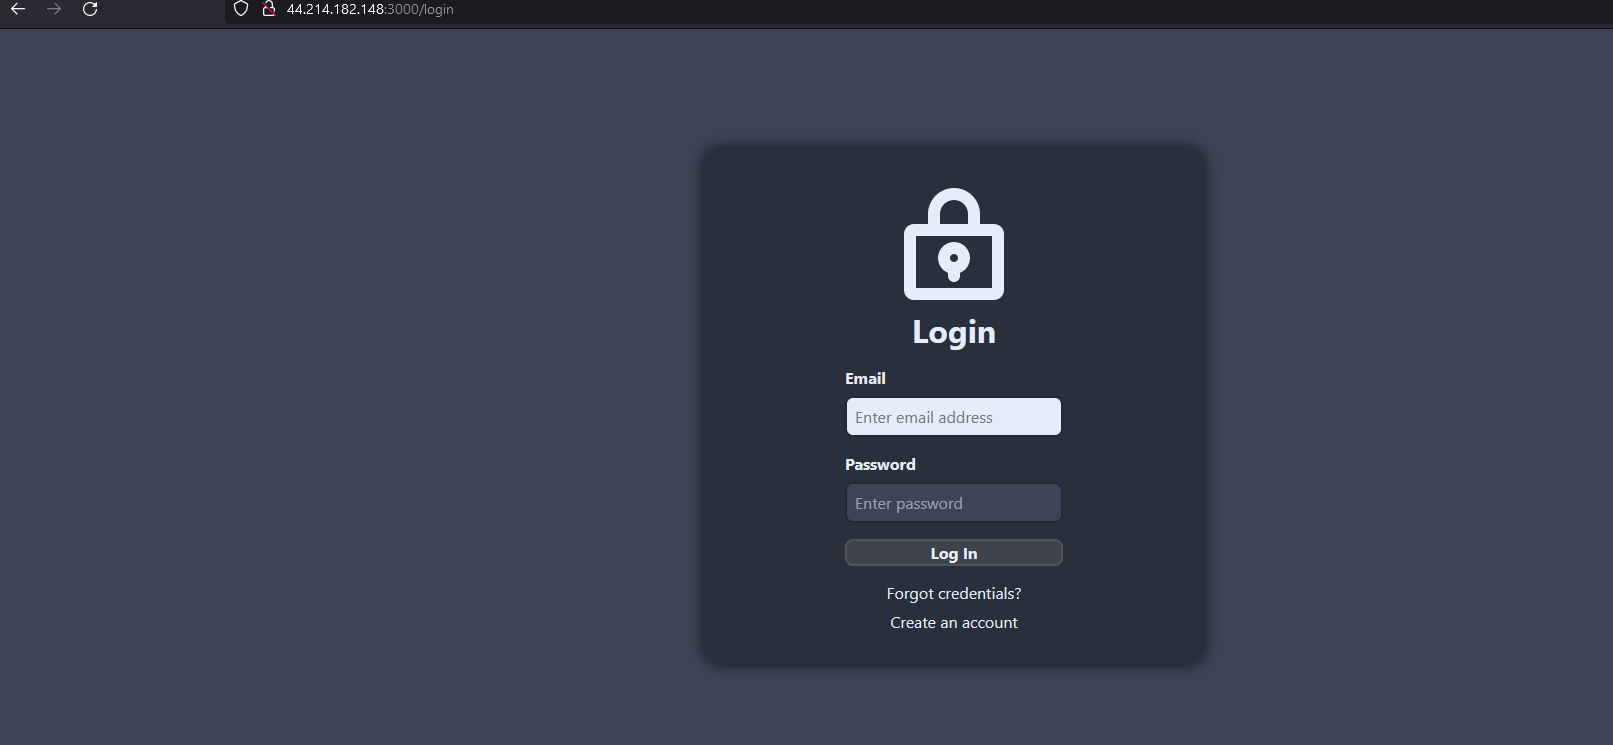 44.214.182.148:3000/login
Login
Email
Enter email address
Password
Enter password
Log In
Forgot credentials?
Create an account